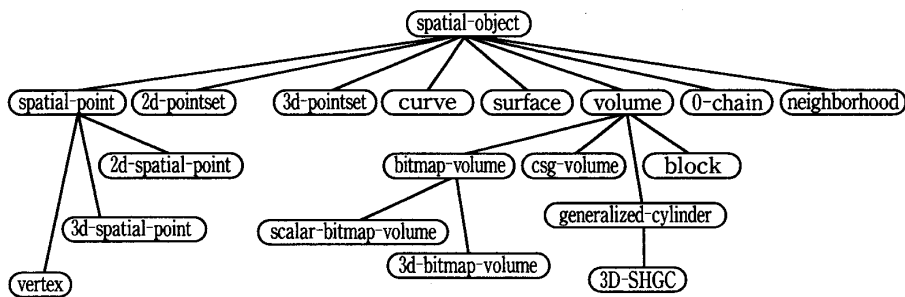 spatial-object
spatial-point
2d-pointset
3d-pointset
curve
surface
volume
0-chain
neighborhood
2d-spatial-point
bitmap-volume
csg-volume
block
3d-spatial-point
scalar-bitmap-volume
generalized-cylinder
3d-bitmap-volume
vertex
3D-SHGC